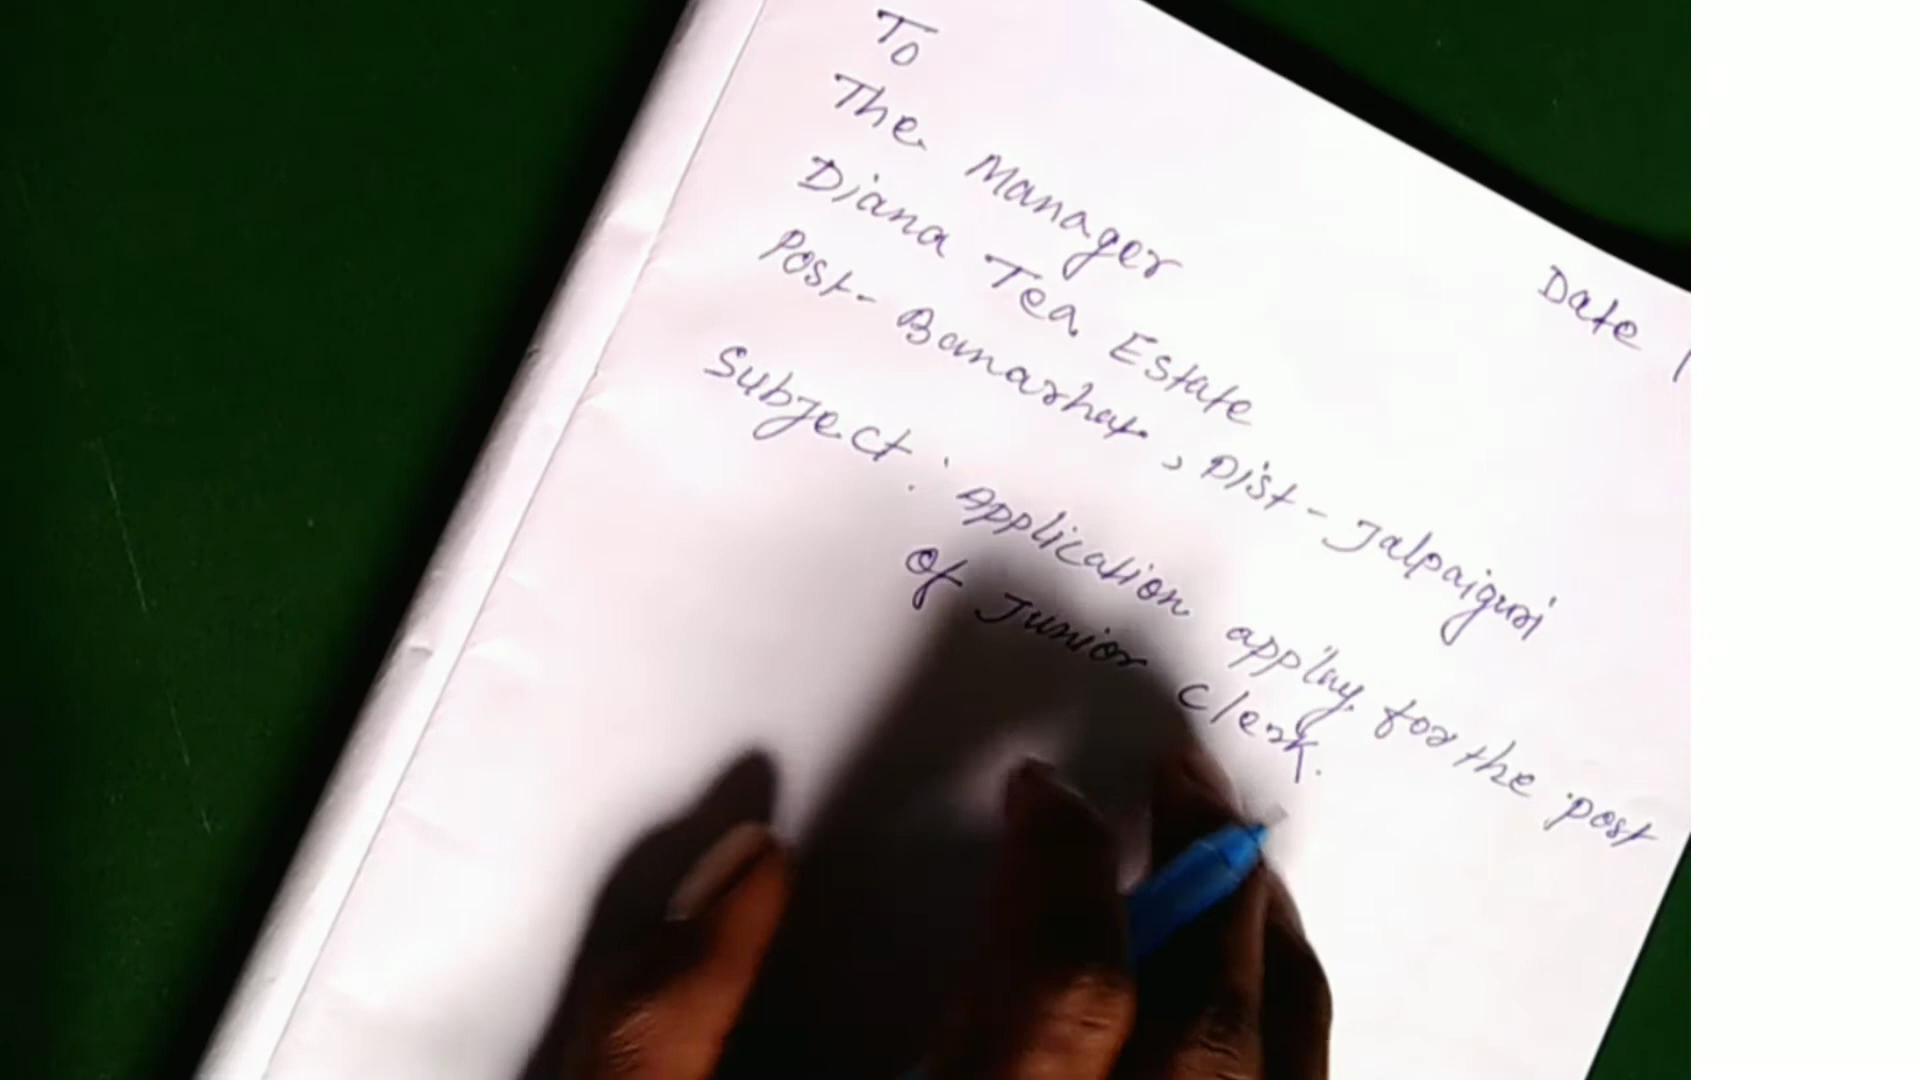 To
The Manager
Date
Diana Tea Estate
Post- Banarhat, Dist- Jalpaiguri
Subject: Application applay for the post
of Junior Clerk.